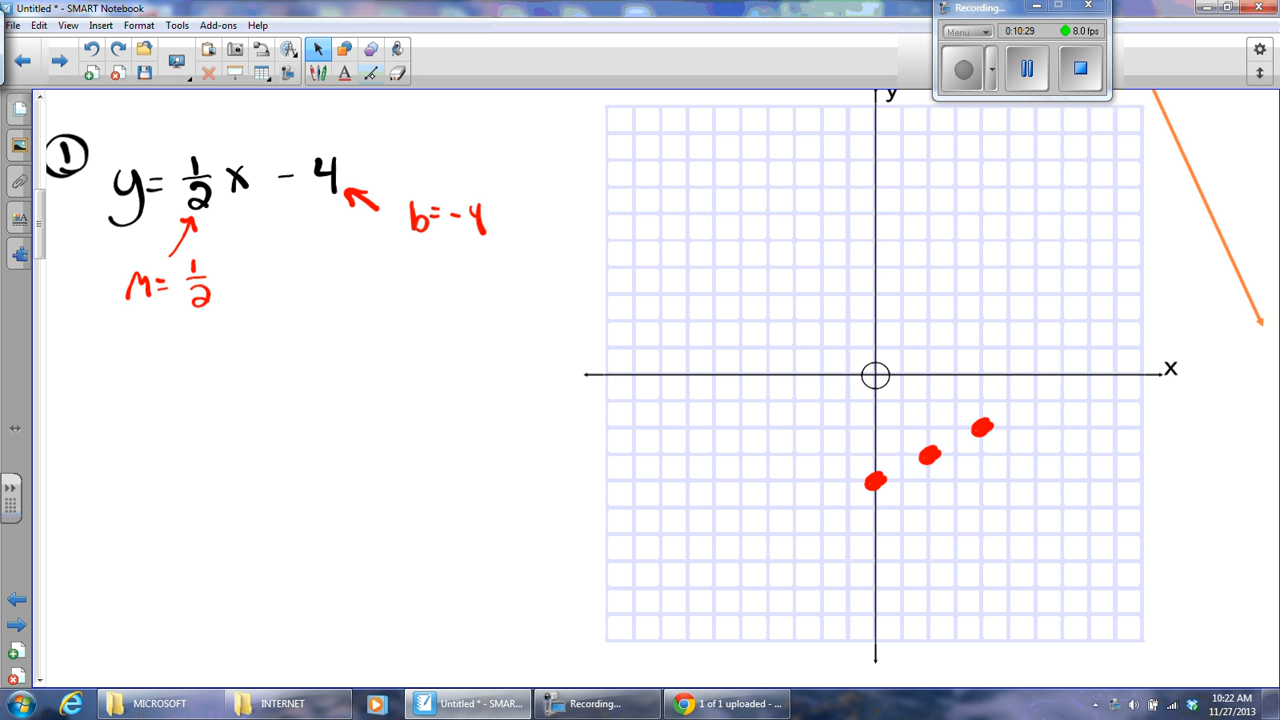 Untitled * - SMART Notebook
Recording...
File Edit View Insert Format Tools Add-ons Help
Menu 0:10:29 8.0 fps
y
① y = 1/2 x - 4
b = -4
m = 1/2
x
MICROSOFT INTERNET Untitled * - SMAR... Recording... 1 of 1 uploaded - ...
10:22 AM
11/27/2013